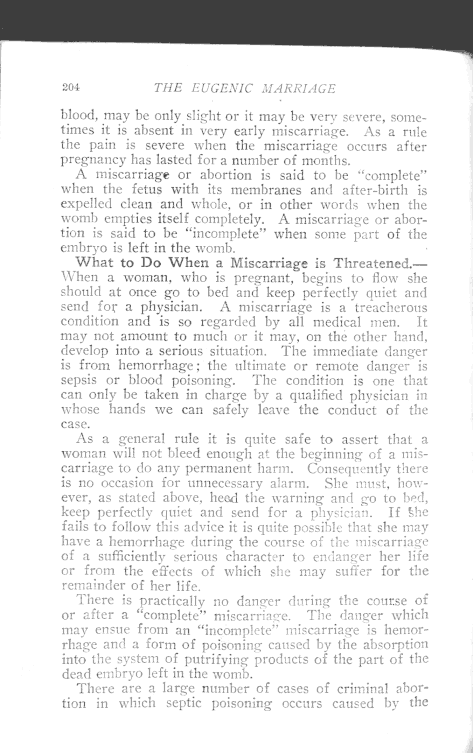 204 THE EUGENIC MARRIAGE
blood, may be only slight or it may be very severe, some-
times it is absent in very early miscarriage. As a rule
the pain is severe when the miscarriage occurs after
pregnancy has lasted for a number of months.
A miscarriage or abortion is said to be “complete”
when the fetus with its membranes and after-birth is
expelled clean and whole, or in other words when the
womb empties itself completely. A miscarriage or abor-
tion is said to be “incomplete” when some part of the
embryo is left in the womb.
What to Do When a Miscarriage is Threatened.—
When a woman, who is pregnant, begins to flow she
should at once go to bed and keep perfectly quiet and
send for a physician. A miscarriage is a treacherous
condition and is so regarded by all medical men. It
may not amount to much or it may, on the other hand,
develop into a serious situation. The immediate danger
is from hemorrhage; the ultimate or remote danger is
sepsis or blood poisoning. The condition is one that
can only be taken in charge by a qualified physician in
whose hands we can safely leave the conduct of the
case.
As a general rule it is quite safe to assert that a
woman will not bleed enough at the beginning of a mis-
carriage to do any permanent harm. Consequently there
is no occasion for unnecessary alarm. She must, how-
ever, as stated above, heed the warning and go to bed,
keep perfectly quiet and send for a physician. If she
fails to follow this advice it is quite possible that she may
have a hemorrhage during the course of the miscarriage
of a sufficiently serious character to endanger her life
or from the effects of which she may suffer for the
remainder of her life.
There is practically no danger during the course of
or after a “complete” miscarriage. The danger which
may ensue from an “incomplete” miscarriage is hemor-
rhage and a form of poisoning caused by the absorption
into the system of putrifying products of the part of the
dead embryo left in the womb.
There are a large number of cases of criminal abor-
tion in which septic poisoning occurs caused by the